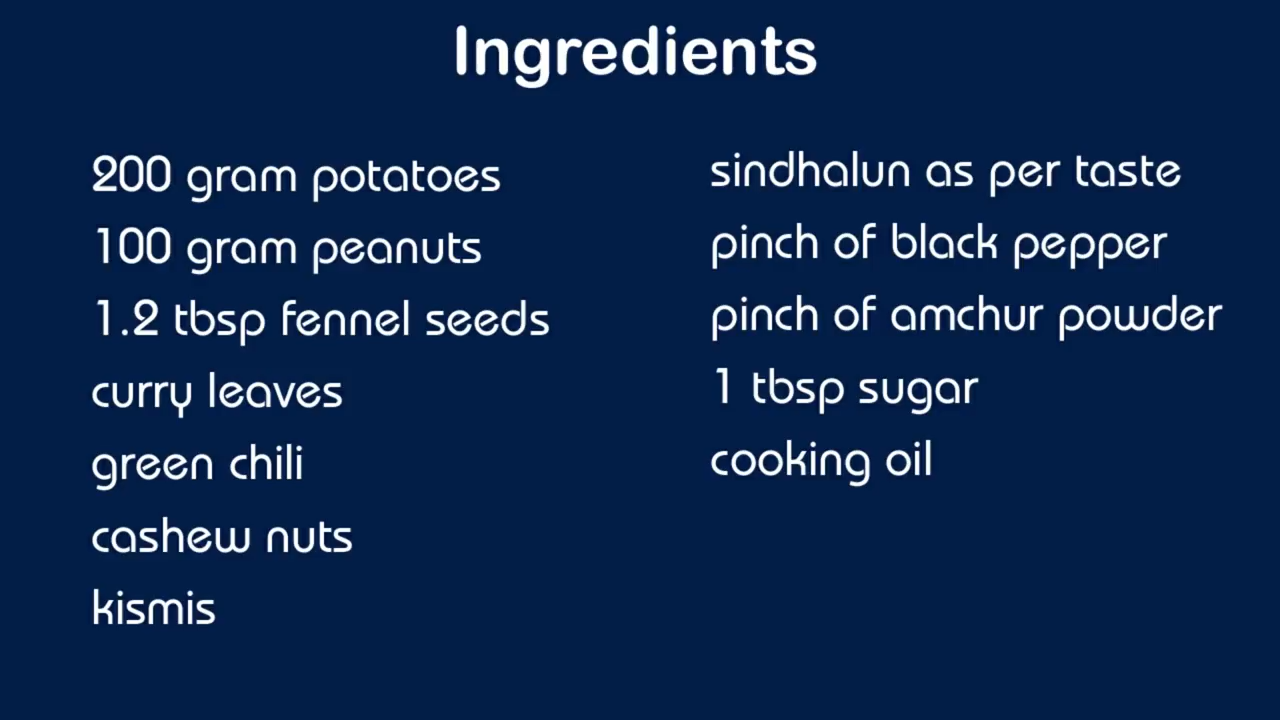 Ingredients
200 gram potatoes
100 gram peanuts
1.2 tbsp fennel seeds
curry leaves
green chili
cashew nuts
kismis
sindhalun as per taste
pinch of black pepper
pinch of amchur powder
1 tbsp sugar
cooking oil